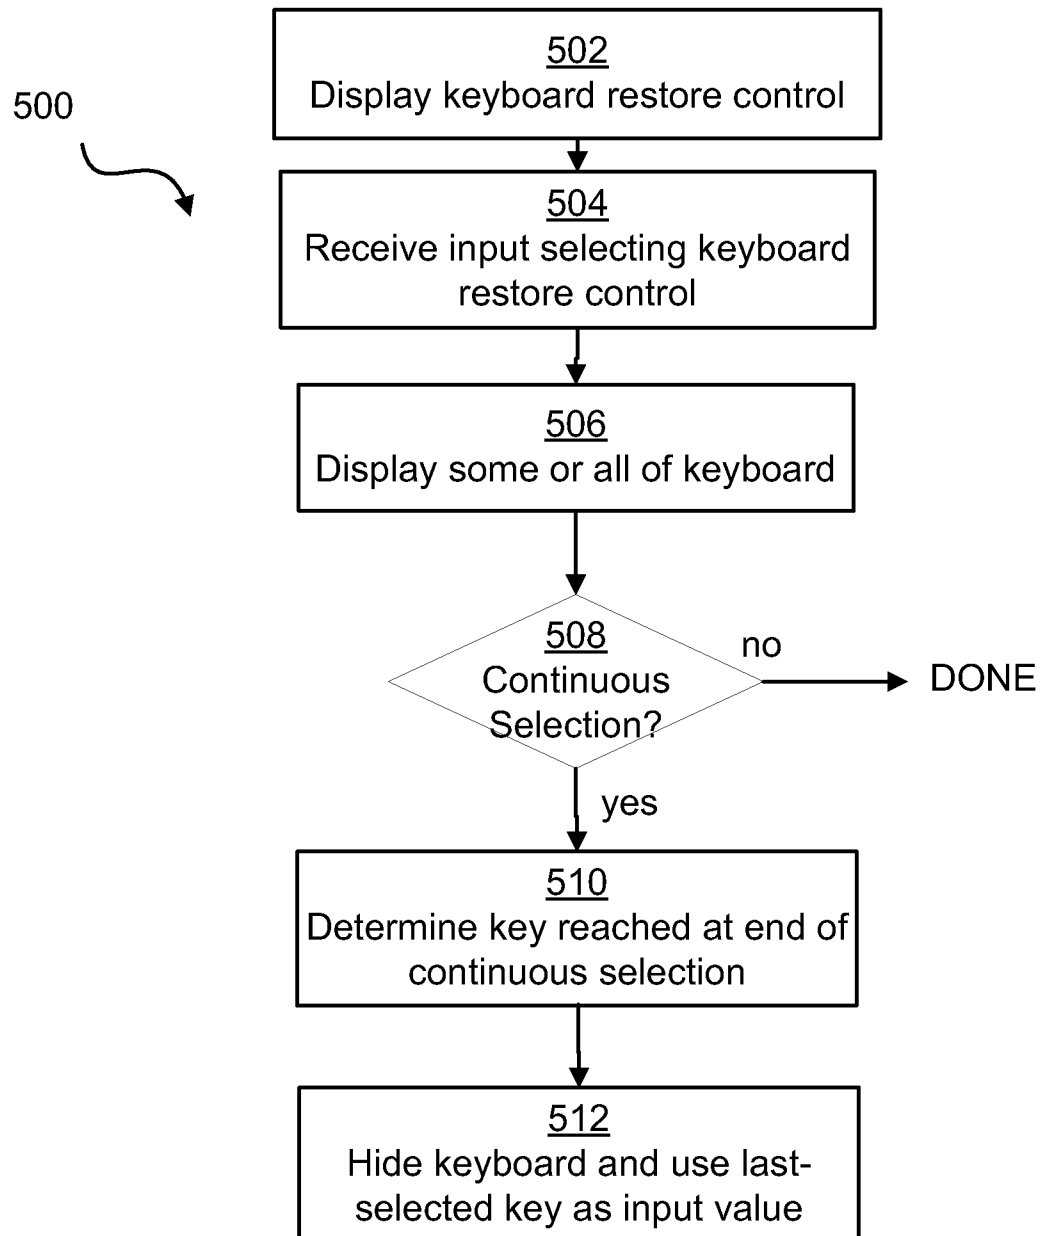 502
Display keyboard restore control
500
504
Receive input selecting keyboard
restore control
506
Display some or all of keyboard
508
Continuous
Selection?
no
DONE
yes
510
Determine key reached at end of
continuous selection
512
Hide keyboard and use last-
selected key as input value